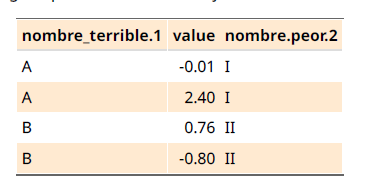 nombre_terrible.1 value nombre.peor.2
A -0.01 I
A 2.40 I
B 0.76 II
B -0.80 II